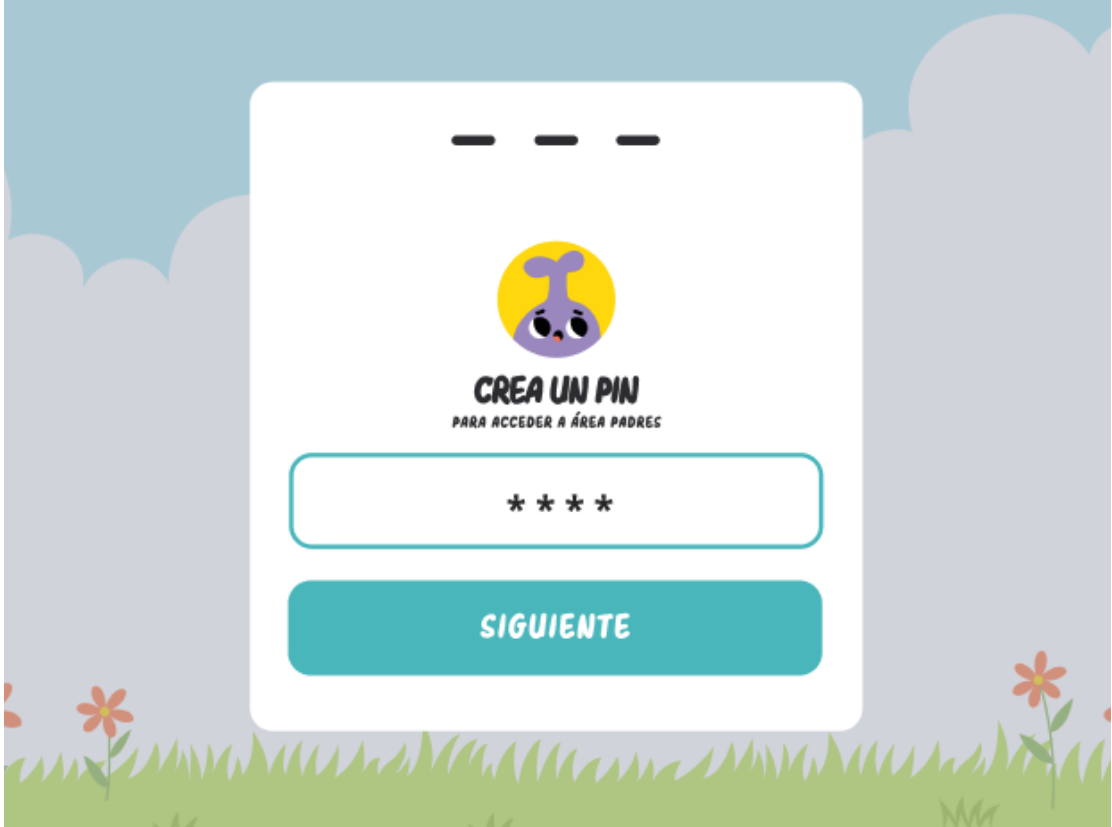 CREA UN PIN
PARA ACCEDER A ÁREA PADRES
* * * *
SIGUIENTE